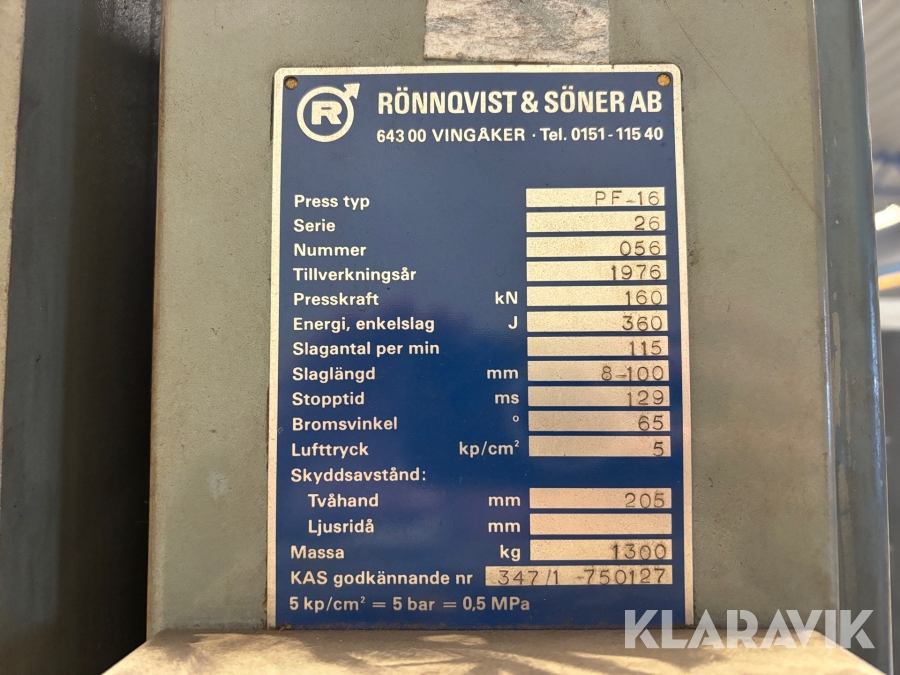 R
RÖNNQVIST & SÖNER AB
643 00 VINGÅKER · Tel. 0151-115 40
Press typ PF-16
Serie 26
Nummer 056
Tillverkningsår 1976
Presskraft kN 160
Energi, enkelslag J 360
Slagantal per min 115
Slaglängd mm 8-100
Stopptid ms 129
Bromsvinkel ° 65
Lufttryck kp/cm² 5
Skyddsavstånd:
Tvåhand mm 205
Ljusridå mm
Massa kg 1300
KAS godkännande nr 347/1 -750127
5 kp/cm² = 5 bar = 0,5 MPa
KLARAVIK